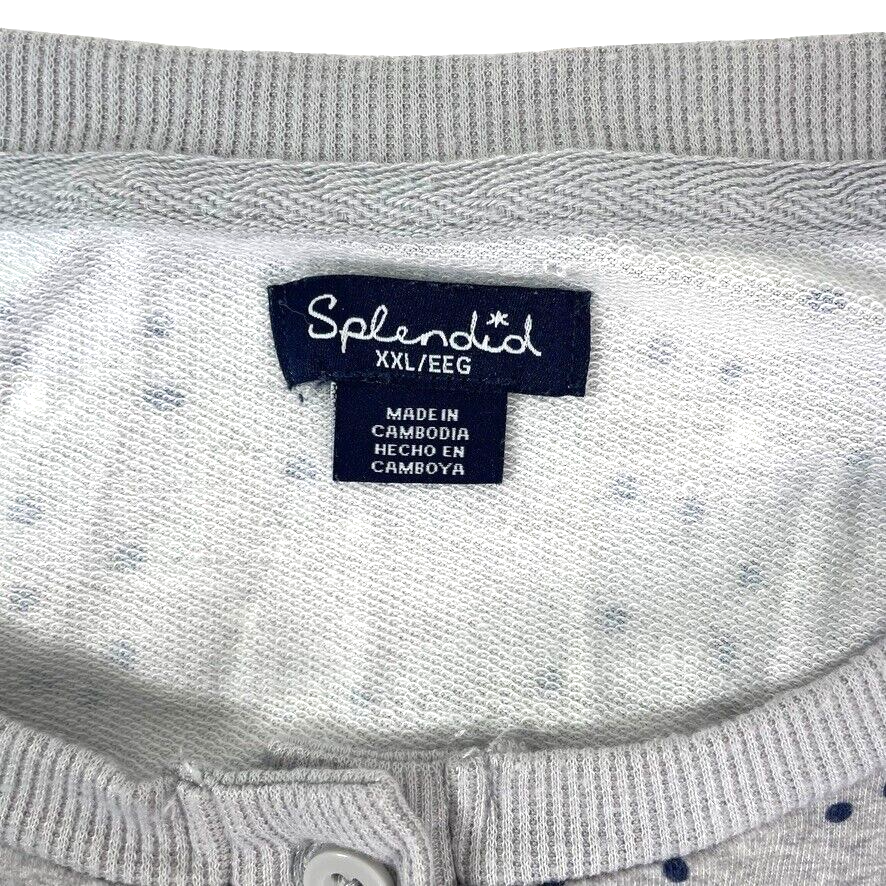 Splendid
XXL/EEG
MADE IN
CAMBODIA
HECHO EN
CAMBOYA